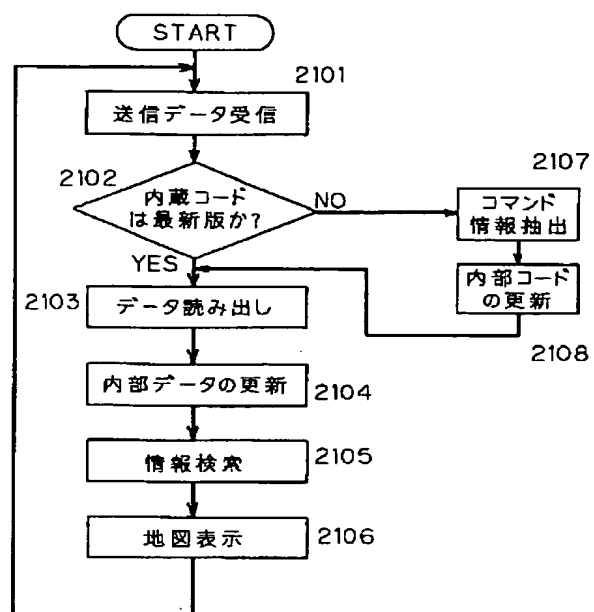 START
2101
送信データ受信
2102
内蔵コード
は最新版か?
NO
2107
コマンド
情報抽出
YES
内部コード
の更新
2108
2103
データ読み出し
内部データの更新
2104
情報検索
2105
地図表示
2106